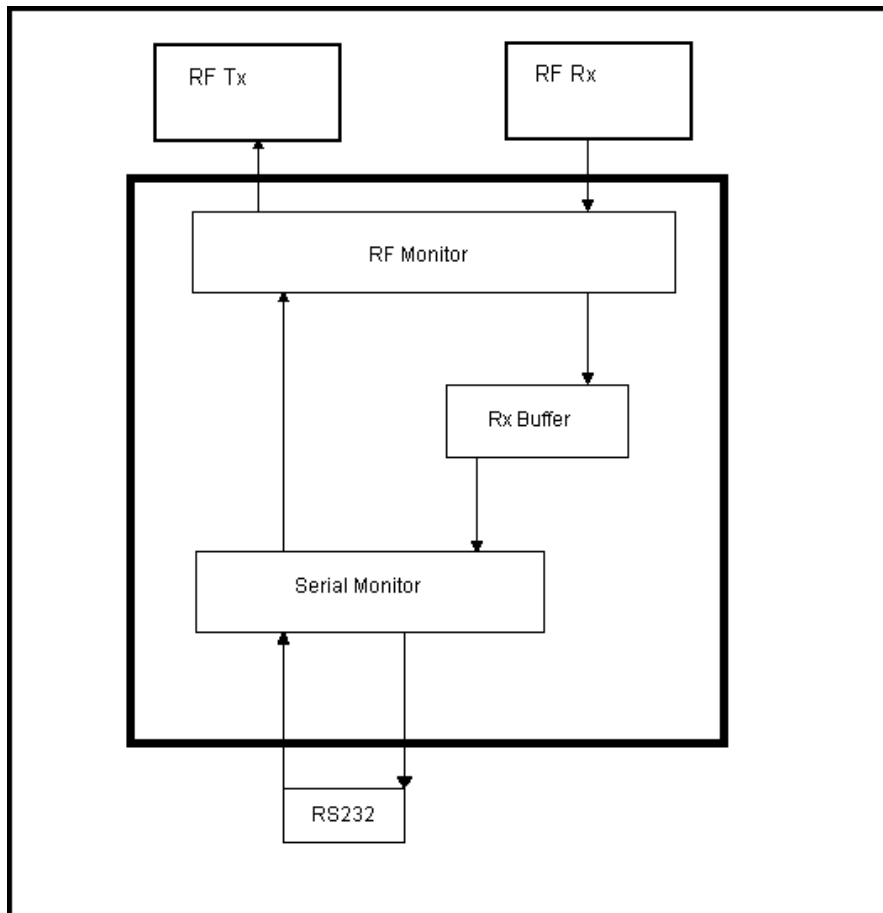 RF Tx
RF Rx
RF Monitor
Rx Buffer
Serial Monitor
RS232